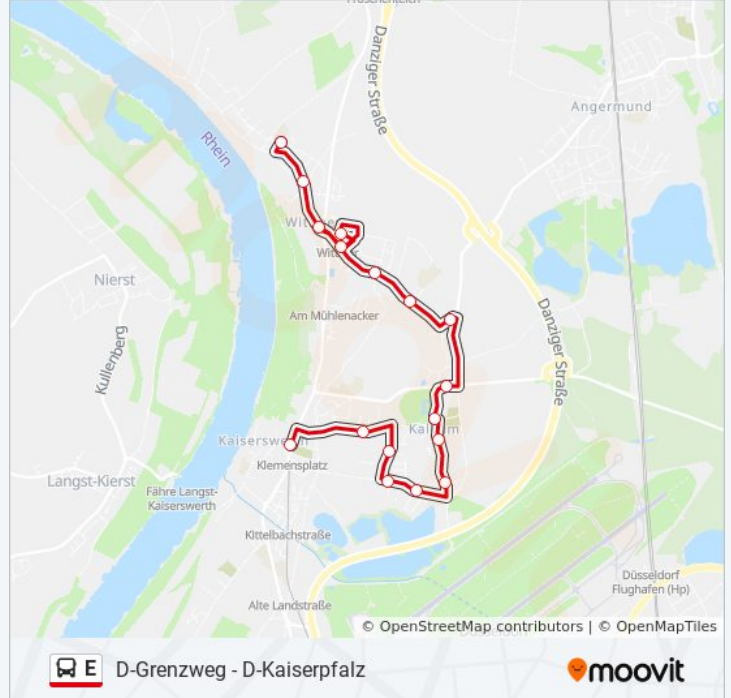 Danziger Straße
Angermund
Rhein
Nierst
Am Mühlenacker
Kullenberg
Danziger Straße
Klemensplatz
Langst-Kierst
Fähre Langst-
Kaiserswerth
Kittelbachstraße
Düsseldorf
Flughafen (Hp)
Alte Landstraße
© OpenStreetMap contributors | © OpenMapTiles
E D-Grenzweg - D-Kaiserpfalz
moovit